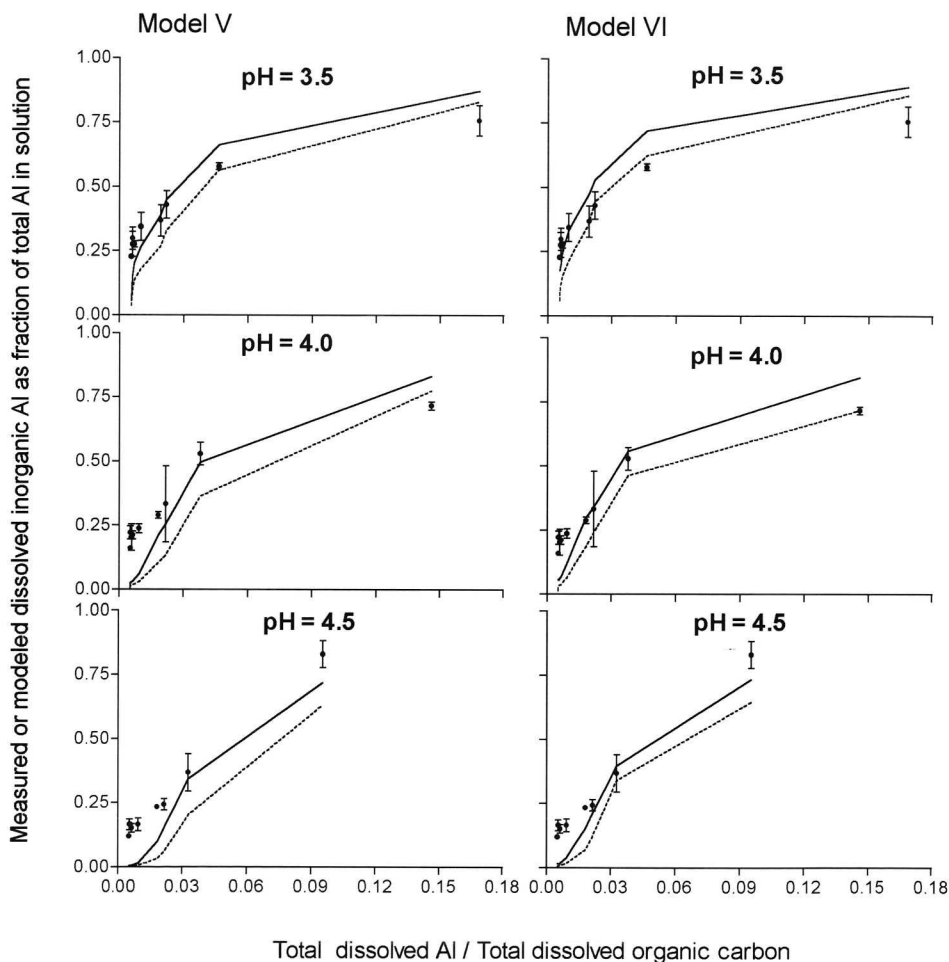 Model V
Model VI
Measured or modeled dissolved inorganic Al as fraction of total Al in solution
1.00
0.75
0.50
0.25
0.00
pH = 3.5
pH = 3.5
1.00
0.75
0.50
0.25
0.00
pH = 4.0
pH = 4.0
1.00
0.75
0.50
0.25
0.00
pH = 4.5
pH = 4.5
0.00 0.03 0.06 0.09 0.12 0.15 0.18
0.00 0.03 0.06 0.09 0.12 0.15 0.18
Total dissolved Al / Total dissolved organic carbon